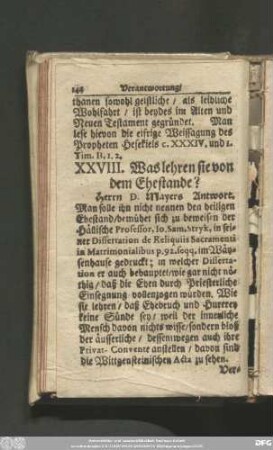 148 Verantwortung/
thanen sowohl geistliche / als leibliche
Wohlfahrt / ist beydes im Alten und
Neuen Testament gegründet. Man
lese hievon die eifrige Weissagung des
Propheten Hesekiels c. XXXIV. und 1.
Tim. II. 1. 2.
XXVIII. Was lehren sie von
dem Ehestande?
Herrn D. Mayers Antwort.
Man solle ihn nicht nennen den heiligen
Ehestand/bemühet sich zu beweisen der
Hällische Professor, Jo. Sam. Stryk, in sei-
ner Dissertation de Reliquiis Sacramenti
in Matrimonialibus p. 92. seqq. im Wäy-
senhause gedruckt; in welcher Disserta-
tion er auch behauptet/wie gar nicht nö-
thig/ daß die Ehen durch Priesterliche
Einsegnung vollenzogen würden. Wie
sie lehren/ daß Ehebruch und Hurerey
keine Sünde sey/ weil der innerliche
Mensch davon nichts wisse/sondern bloß
der äusserliche/ dessentwegen auch ihre
Privat-Convente anstellen/ davon sind
die Wittgensteinischen Acta zu sehen.
Ver-